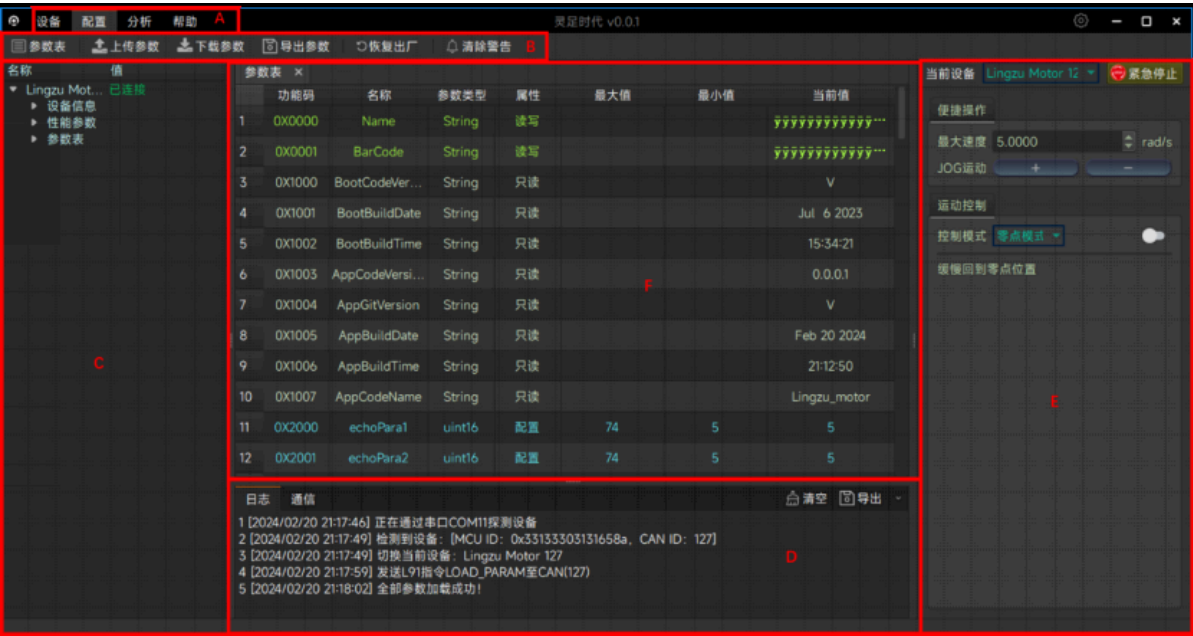 设备 配置 分析 帮助 A 灵足时代 v0.0.1
参数表 上传参数 下载参数 导出参数 恢复出厂 清除警告 B
名称 值
Lingzu Mot... 已连接
设备信息
性能参数
参数表
C
参数表 ×
功能码 名称 参数类型 属性 最大值 最小值 当前值
1 0X0000 Name String 读写 ÿÿÿÿÿÿÿÿÿÿÿÿ...
2 0X0001 BarCode String 读写 ÿÿÿÿÿÿÿÿÿÿÿÿ...
3 0X1000 BootCodeVer... String 只读 V
4 0X1001 BootBuildDate String 只读 Jul 6 2023
5 0X1002 BootBuildTime String 只读 15:34:21
6 0X1003 AppCodeVersi... String 只读 0.0.0.1
7 0X1004 AppGitVersion String 只读 V
8 0X1005 AppBuildDate String 只读 Feb 20 2024
9 0X1006 AppBuildTime String 只读 21:12:50
10 0X1007 AppCodeName String 只读 Lingzu_motor
11 0X2000 echoPara1 uint16 配置 74 5 5
12 0X2001 echoPara2 uint16 配置 74 5 5
F
日志 通信 清空 导出
1 [2024/02/20 21:17:46] 正在通过串口COM11探测设备
2 [2024/02/20 21:17:49] 检测到设备: [MCU ID: 0x33133303131658a, CAN ID: 127]
3 [2024/02/20 21:17:49] 切换当前设备: Lingzu Motor 127
4 [2024/02/20 21:17:59] 发送L91指令LOAD_PARAM至CAN(127)
5 [2024/02/20 21:18:02] 全部参数加载成功!
D
当前设备 Lingzu Motor 12 紧急停止
便捷操作
最大速度 5.0000 rad/s
JOG运动 + −
运动控制
控制模式 零点模式
缓慢回到零点位置
E